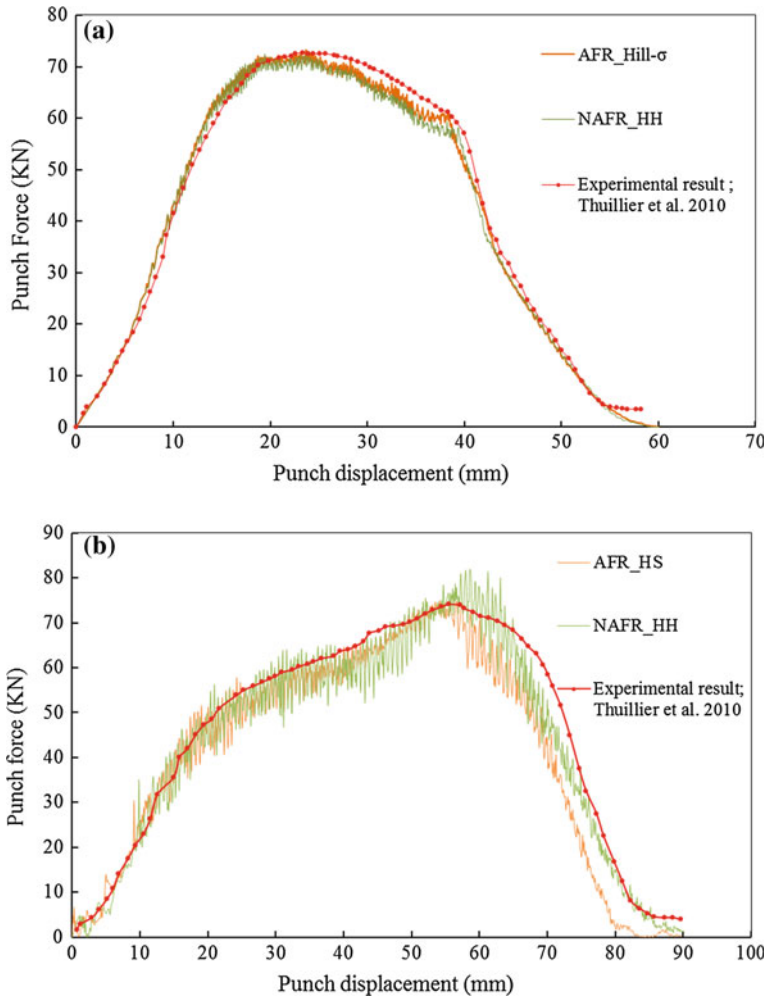 (a)
80
70
60
50
40
30
20
10
0
Punch Force (KN)
AFR_Hill-σ
NAFR_HH
Experimental result ;
Thuillier et al. 2010
0 10 20 30 40 50 60 70
Punch displacement (mm)
(b)
90
80
70
60
50
40
30
20
10
0
Punch force (KN)
AFR_HS
NAFR_HH
Experimental result;
Thuillier et al. 2010
0 10 20 30 40 50 60 70 80 90 100
Punch displacement (mm)